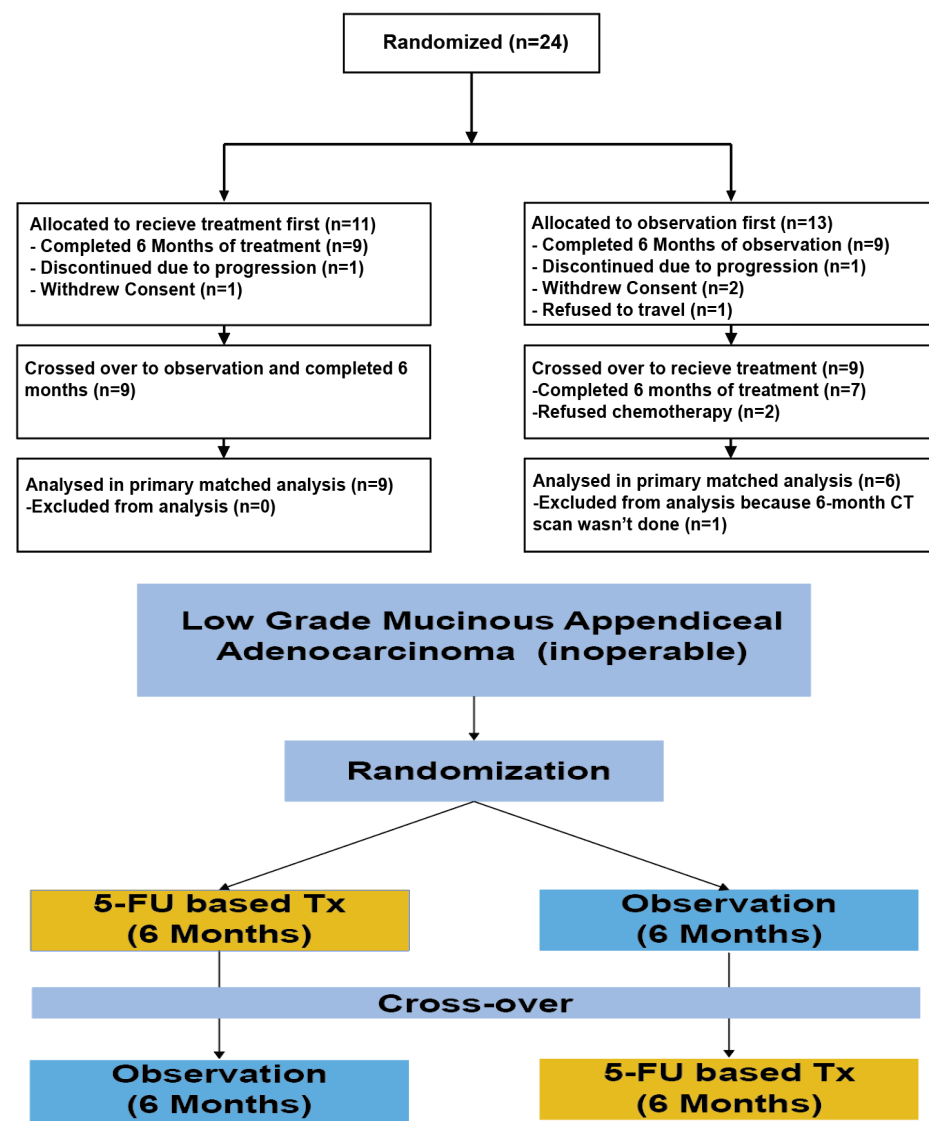 Randomized (n=24)
Allocated to recieve treatment first (n=11)
- Completed 6 Months of treatment (n=9)
- Discontinued due to progression (n=1)
- Withdrew Consent (n=1)
Allocated to observation first (n=13)
- Completed 6 Months of observation (n=9)
- Discontinued due to progression (n=1)
- Withdrew Consent (n=2)
- Refused to travel (n=1)
Crossed over to observation and completed 6
months (n=9)
Crossed over to recieve treatment (n=9)
-Completed 6 months of treatment (n=7)
-Refused chemotherapy (n=2)
Analysed in primary matched analysis (n=9)
-Excluded from analysis (n=0)
Analysed in primary matched analysis (n=6)
-Excluded from analysis because 6-month CT
scan wasn't done (n=1)
Low Grade Mucinous Appendiceal
Adenocarcinoma (inoperable)
Randomization
5-FU based Tx
(6 Months)
Observation
(6 Months)
Cross-over
Observation
(6 Months)
5-FU based Tx
(6 Months)